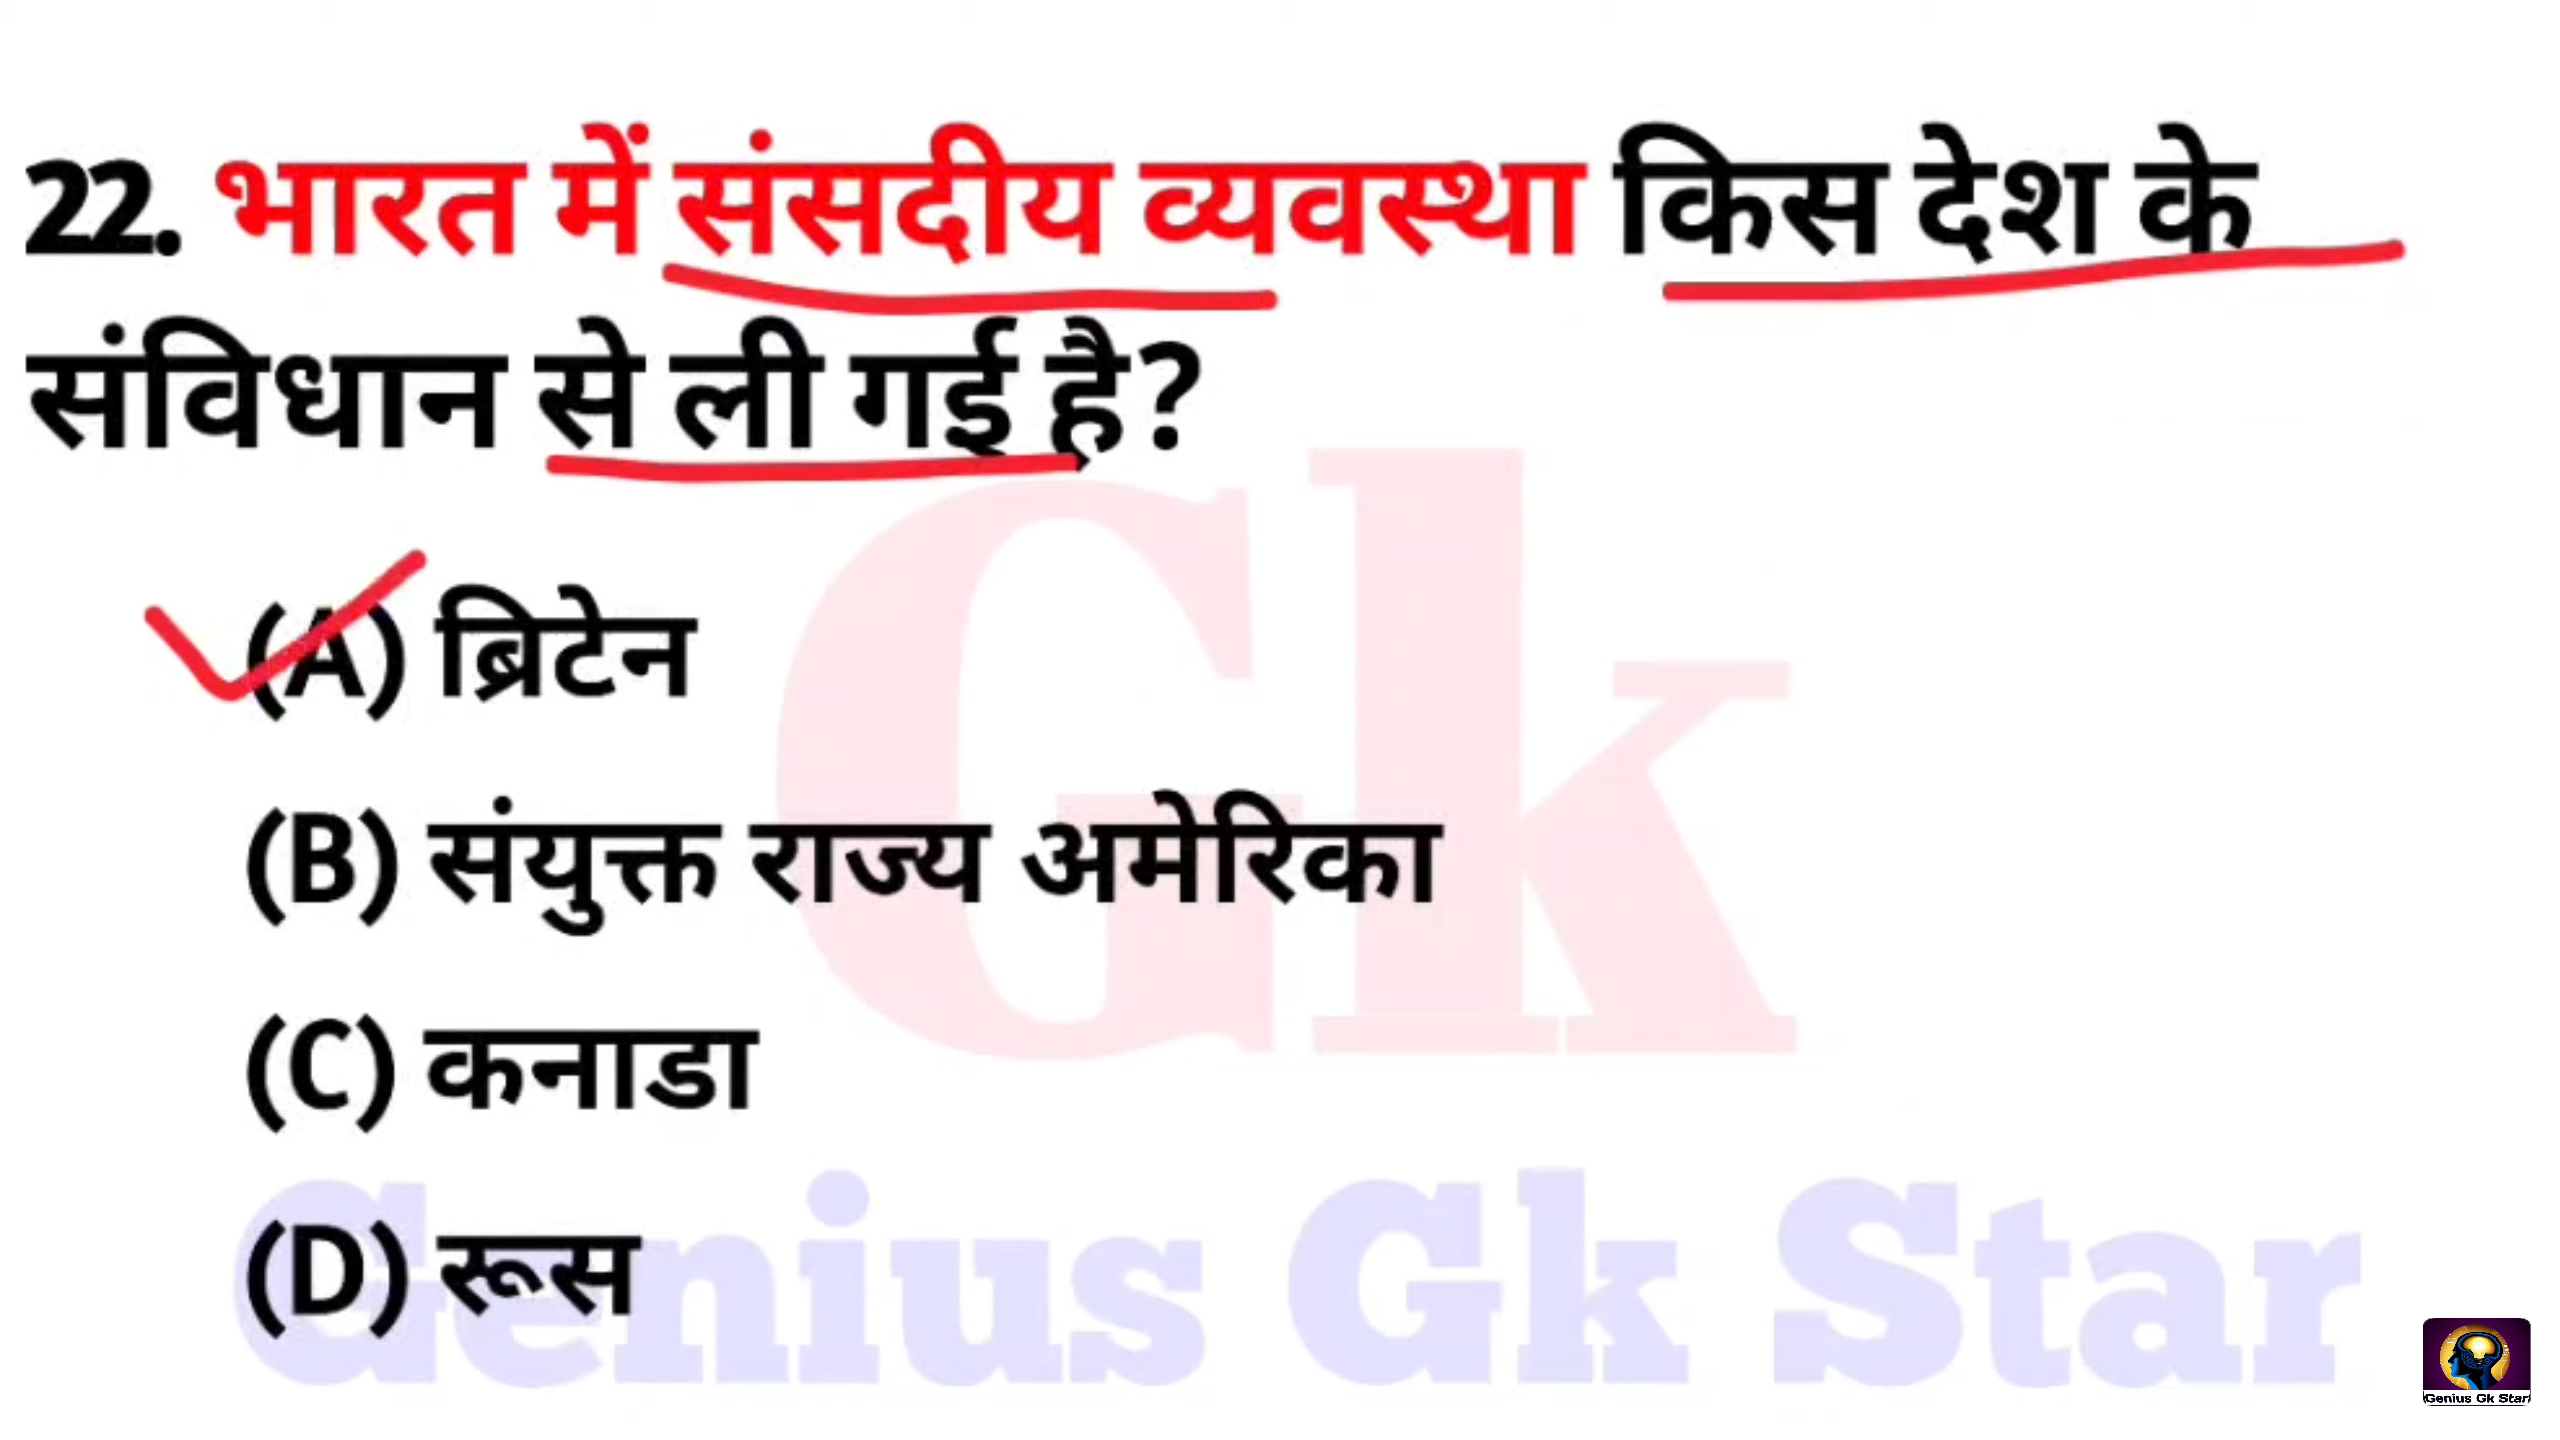 22. भारत में संसदीय व्यवस्था किस देश के
संविधान से ली गई है?
(A) ब्रिटेन
(B) संयुक्त राज्य अमेरिका
(C) कनाडा
(D) रूस
Gk
Genius Gk Star
Genius Gk Star